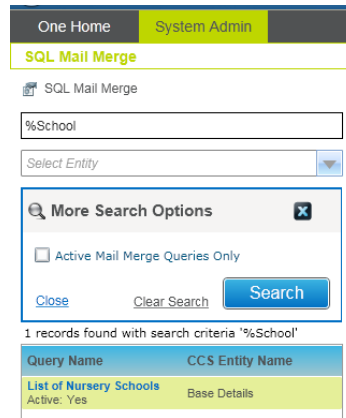 One Home System Admin
SQL Mail Merge
SQL Mail Merge
%School
Select Entity
More Search Options
Active Mail Merge Queries Only
Close Clear Search Search
1 records found with search criteria '%School'
Query Name CCS Entity Name
List of Nursery Schools
Active: Yes Base Details